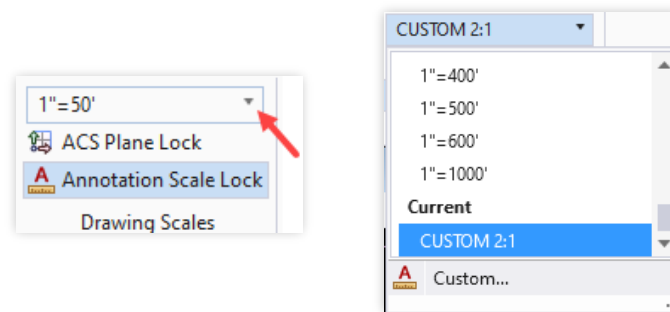 1"=50'
ACS Plane Lock
Annotation Scale Lock
Drawing Scales
CUSTOM 2:1
1"=400'
1"=500'
1"=600'
1"=1000'
Current
CUSTOM 2:1
Custom...